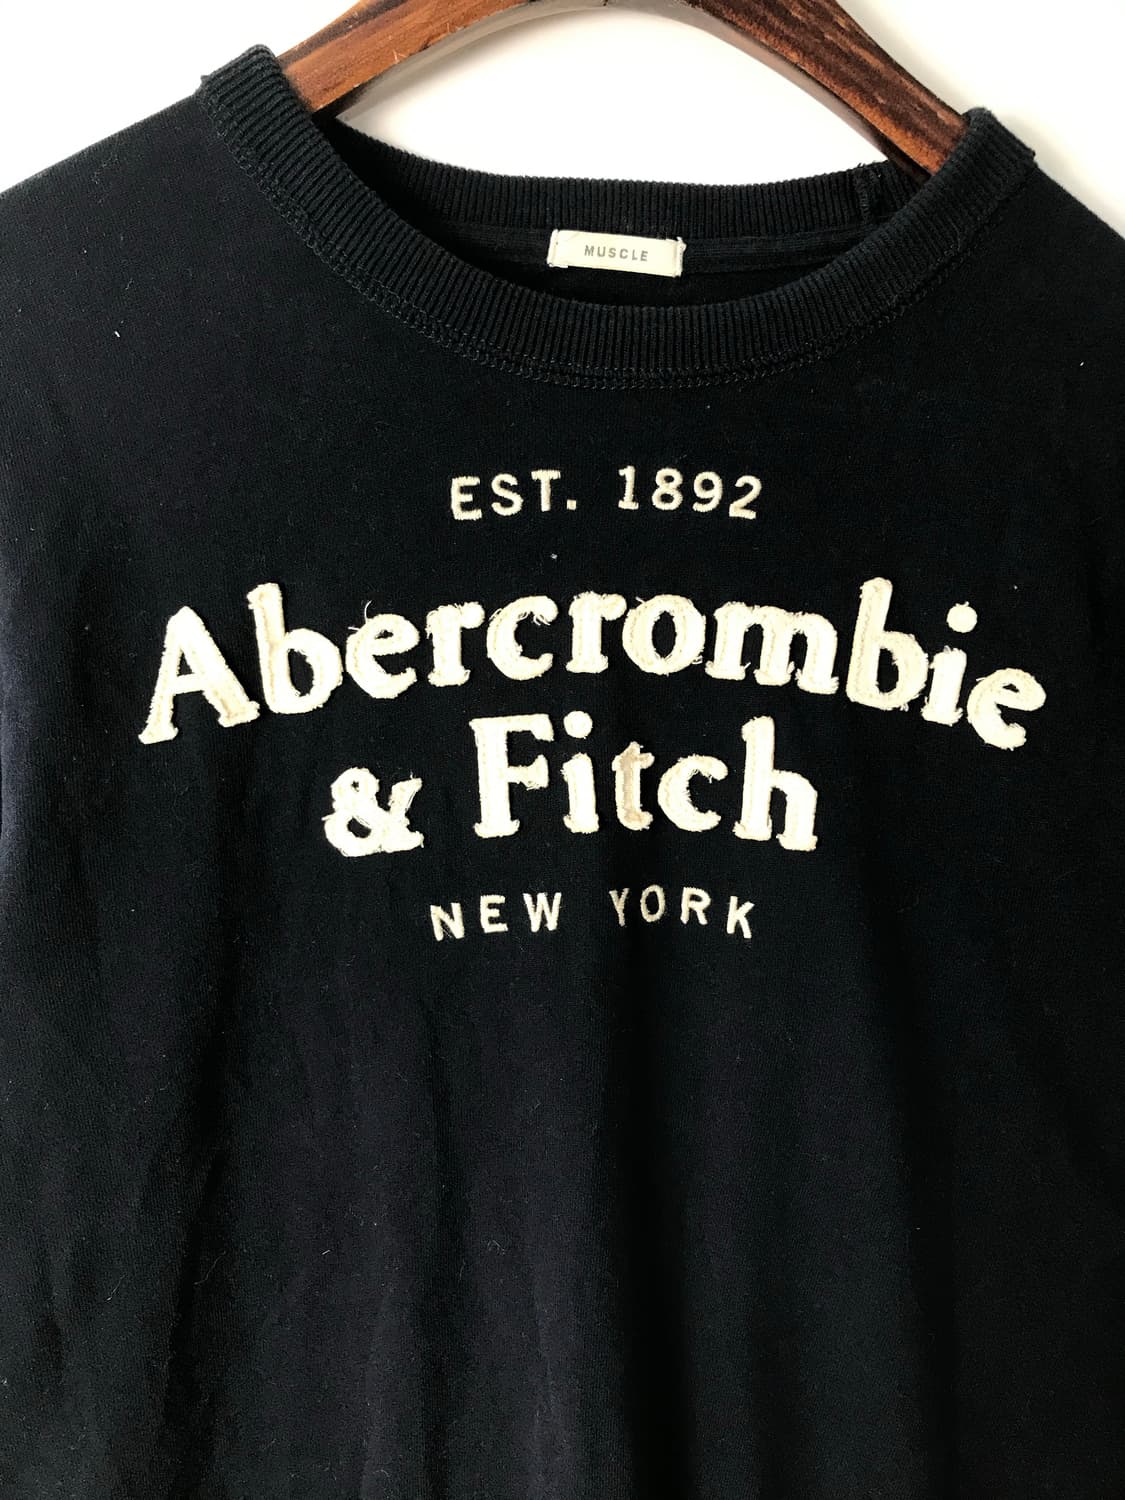 MUSCLE
EST. 1892
Abercrombie
& Fitch
NEW YORK